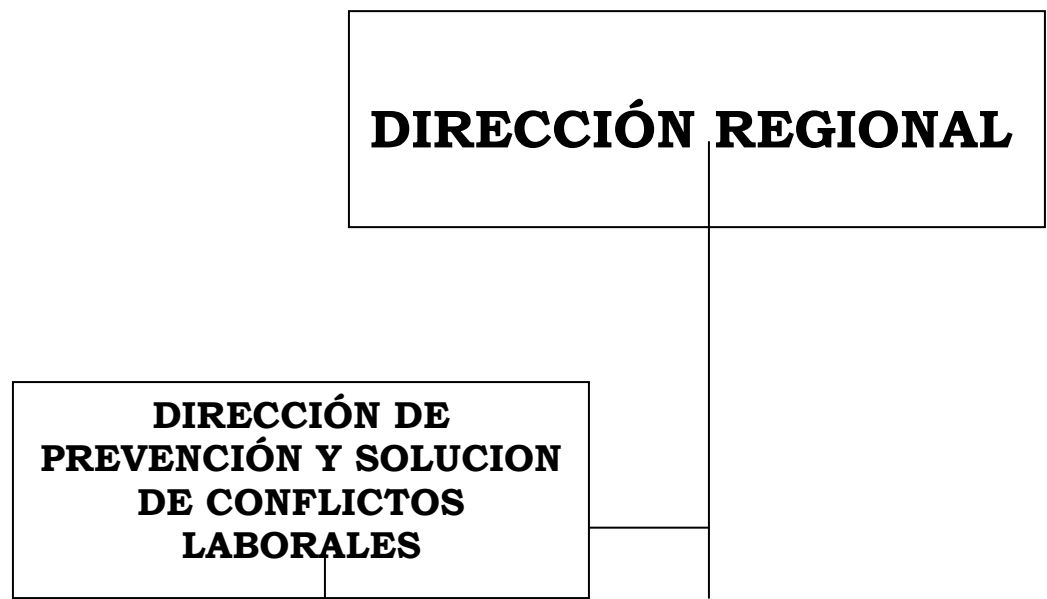 DIRECCIÓN REGIONAL
DIRECCIÓN DE
PREVENCIÓN Y SOLUCION
DE CONFLICTOS
LABORALES